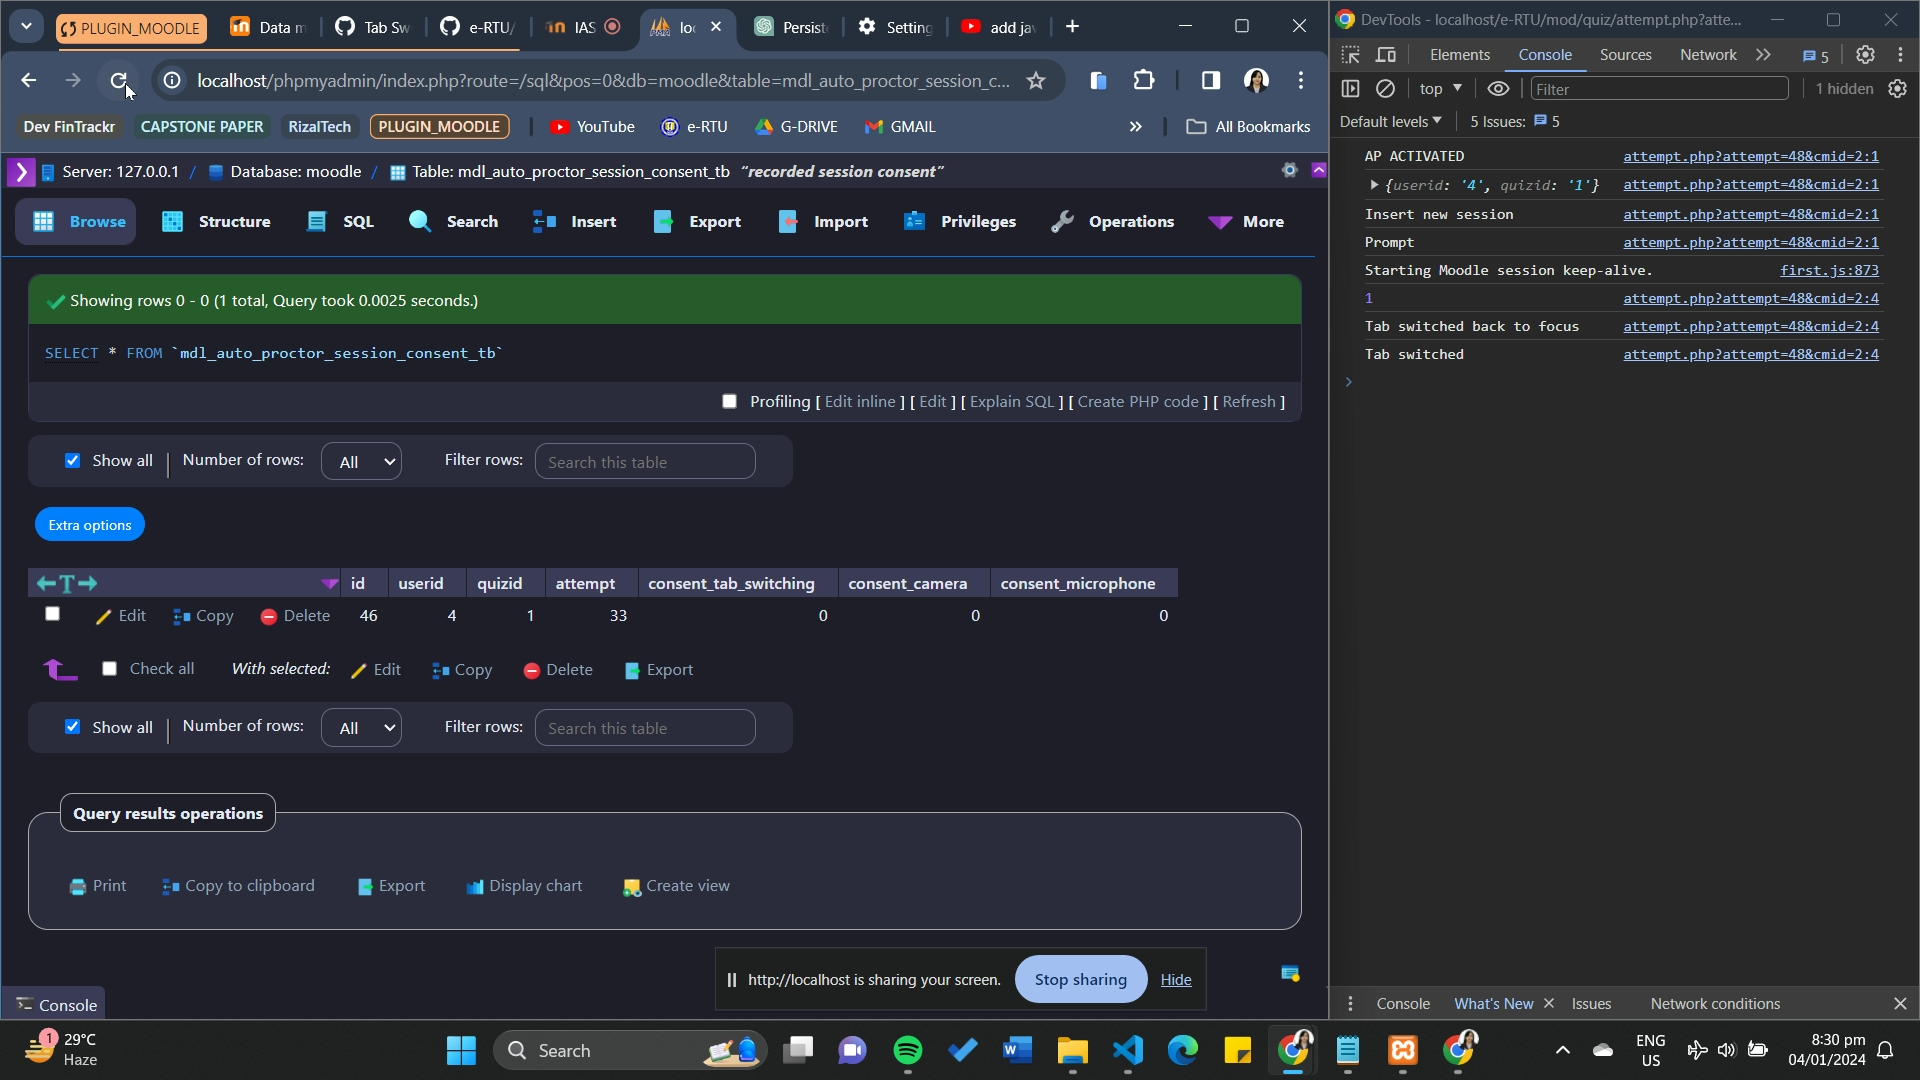 PLUGIN_MOODLE
Data m
Tab Sw
e-RTU/
IAS
loc
Persist
Setting
add ja
localhost/phpmyadmin/index.php?route=/sql&pos=0&db=moodle&table=mdl_auto_proctor_session_c...
Dev FinTrackr
CAPSTONE PAPER
RizalTech
PLUGIN_MOODLE
YouTube
e-RTU
G-DRIVE
GMAIL
All Bookmarks
Server: 127.0.0.1 / Database: moodle / Table: mdl_auto_proctor_session_consent_tb "recorded session consent"
Browse
Structure
SQL
Search
Insert
Export
Import
Privileges
Operations
More
Showing rows 0 - 0 (1 total, Query took 0.0025 seconds.)
SELECT * FROM `mdl_auto_proctor_session_consent_tb`
Profiling [ Edit inline ] [ Edit ] [ Explain SQL ] [ Create PHP code ] [ Refresh ]
Show all | Number of rows: All Filter rows: Search this table
Extra options
←T→ id userid quizid attempt consent_tab_switching consent_camera consent_microphone
Edit Copy Delete 46 4 1 33 0 0 0
Check all With selected: Edit Copy Delete Export
Show all | Number of rows: All Filter rows: Search this table
Query results operations
Print Copy to clipboard Export Display chart Create view
http://localhost is sharing your screen. Stop sharing Hide
Console
DevTools - localhost/e-RTU/mod/quiz/attempt.php?atte...
Elements
Console
Sources
Network
5
top
Filter
1 hidden
Default levels
5 Issues: 5
AP ACTIVATED attempt.php?attempt=48&cmid=2:1
{userid: '4', quizid: '1'} attempt.php?attempt=48&cmid=2:1
Insert new session attempt.php?attempt=48&cmid=2:1
Prompt attempt.php?attempt=48&cmid=2:1
Starting Moodle session keep-alive. first.js:873
1 attempt.php?attempt=48&cmid=2:4
Tab switched back to focus attempt.php?attempt=48&cmid=2:4
Tab switched attempt.php?attempt=48&cmid=2:4
Console
What's New
Issues
Network conditions
1
29°C
Haze
Search
ENG
US
8:30 pm
04/01/2024